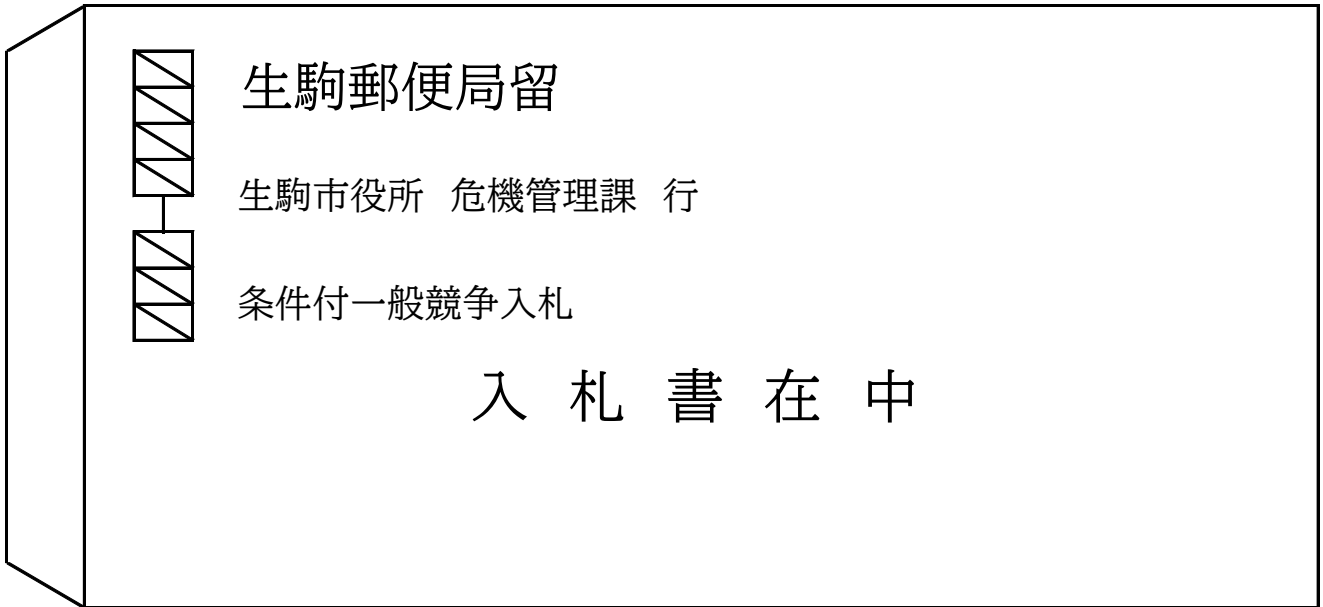 生駒郵便局留
生駒市役所 危機管理課 行
条件付一般競争入札
入 札 書 在 中